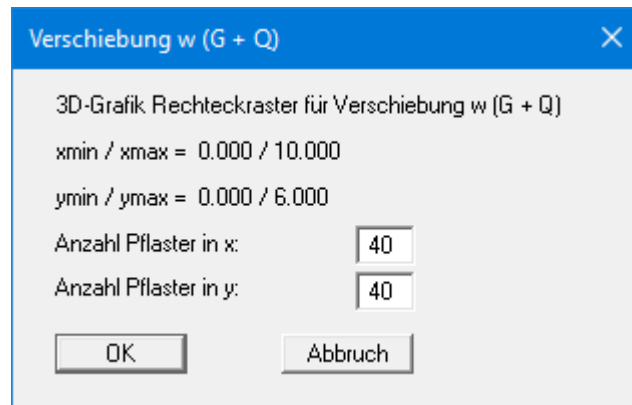 Verschiebung w (G + Q)
3D-Grafik Rechteckraster für Verschiebung w (G + Q)
xmin / xmax = 0.000 / 10.000
ymin / ymax = 0.000 / 6.000
Anzahl Pflaster in x: 40
Anzahl Pflaster in y: 40
OK Abbruch